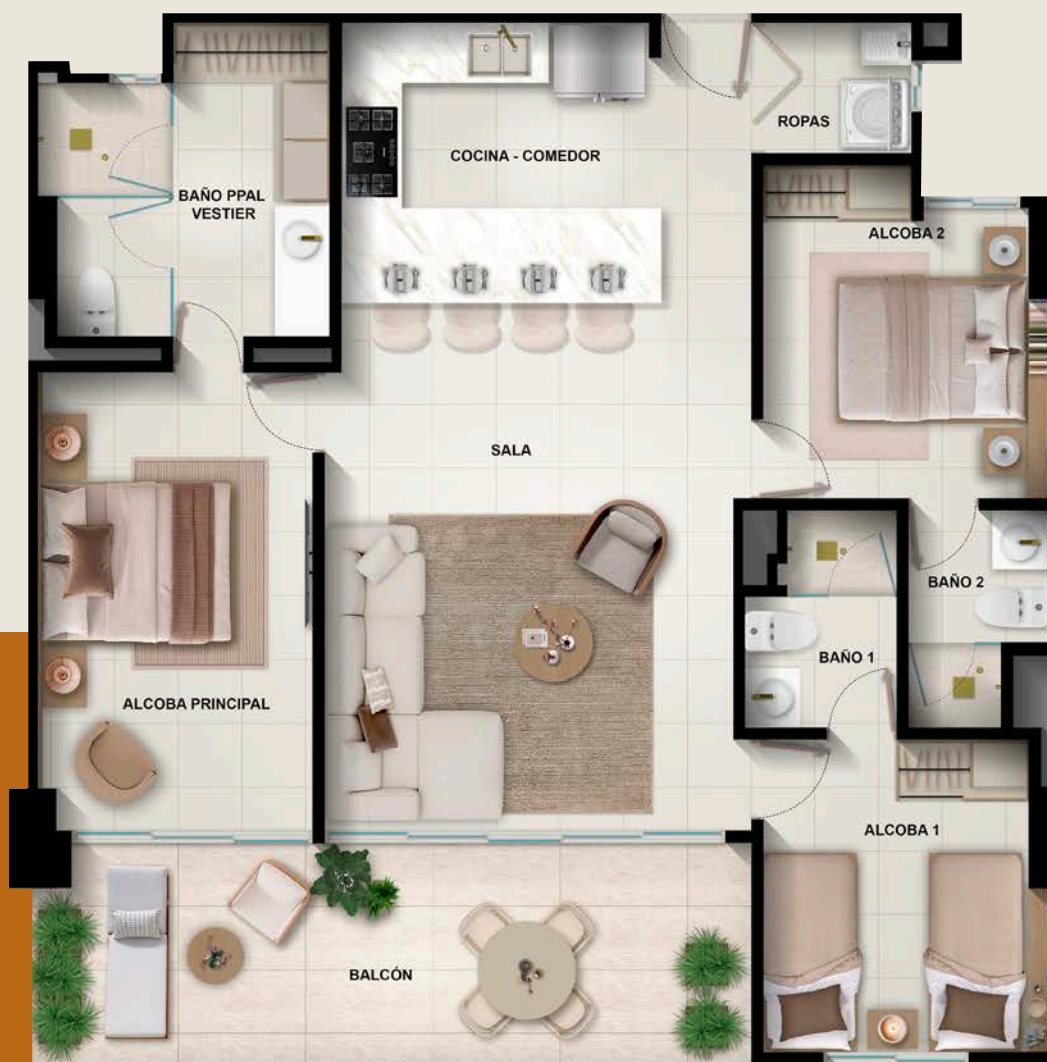 ROPAS
COCINA - COMEDOR
BAÑO PPAL
VESTIER
ALCOBA 2
SALA
BAÑO 2
BAÑO 1
ALCOBA PRINCIPAL
ALCOBA 1
BALCÓN